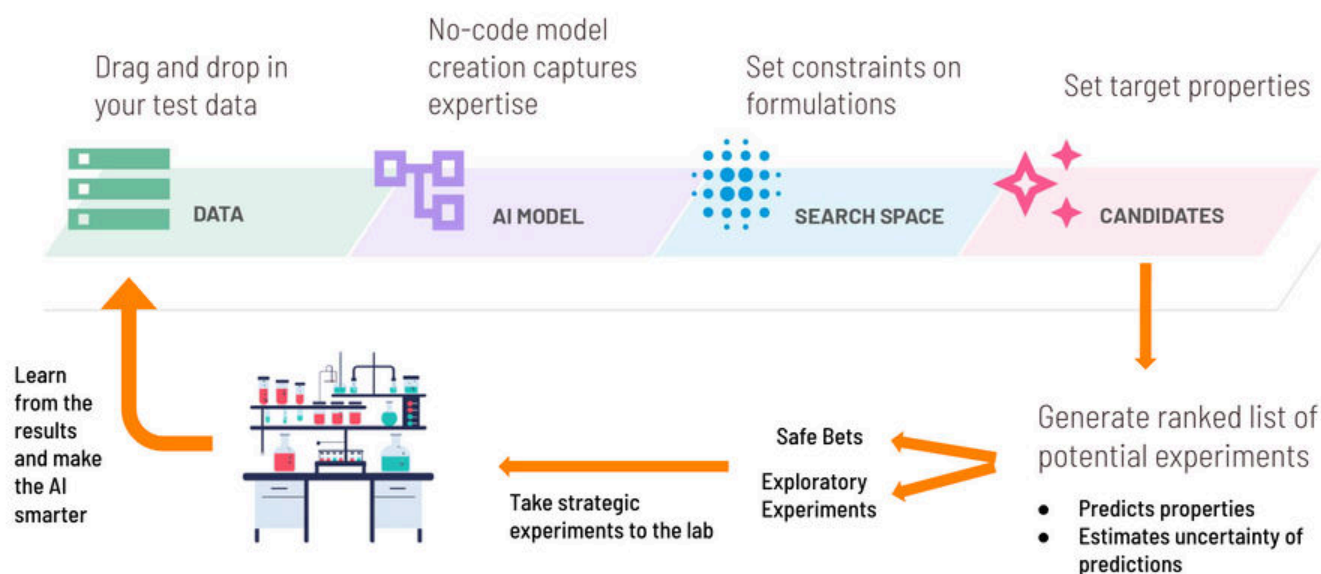 Drag and drop in
your test data
No-code model
creation captures
expertise
Set constraints on
formulations
Set target properties
DATA
AI MODEL
SEARCH SPACE
CANDIDATES
Generate ranked list of
potential experiments
● Predicts properties
● Estimates uncertainty of
predictions
Safe Bets
Exploratory
Experiments
Take strategic
experiments to the lab
Learn
from the
results
and make
the AI
smarter